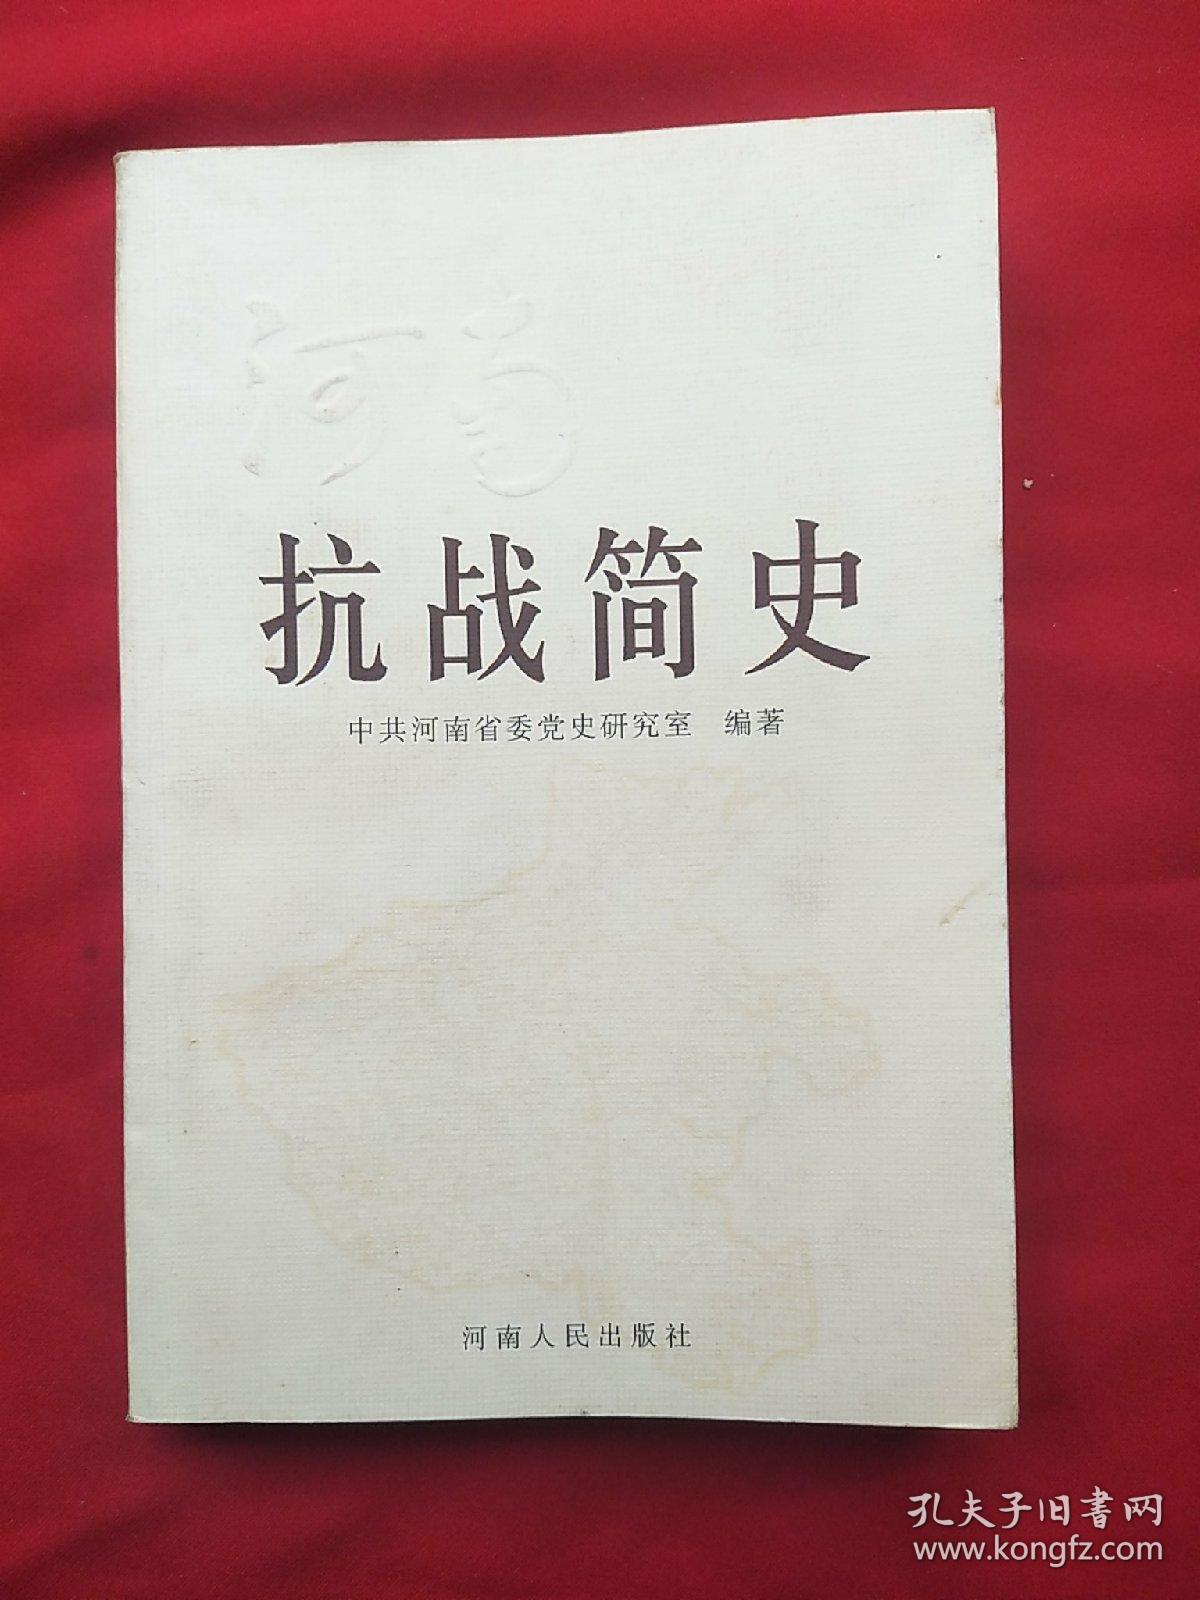 河南
抗战简史
中共河南省委党史研究室 编著
河南人民出版社
孔夫子旧书网
www.kongfz.com